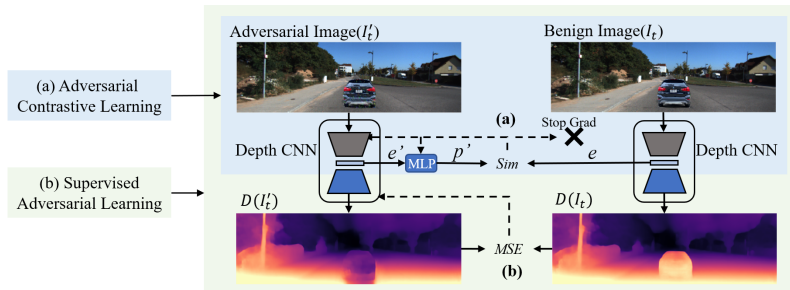 Adversarial Image(I′ₜ)
Benign Image(Iₜ)
(a) Adversarial
Contrastive Learning
(a)
Stop Grad
Depth CNN
e’
MLP
p’
Sim
e
Depth CNN
(b) Supervised
Adversarial Learning
D(I′ₜ)
D(Iₜ)
MSE
(b)